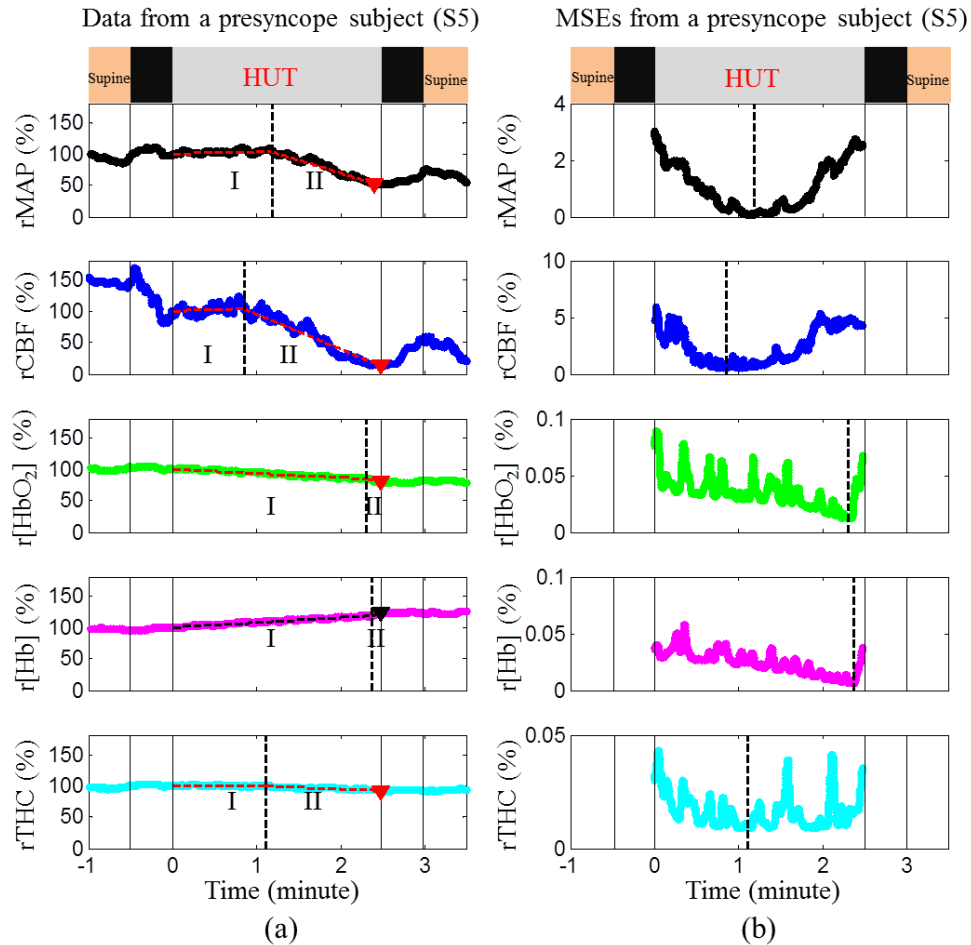 Data from a presyncope subject (S5)
MSEs from a presyncope subject (S5)
Supine
HUT
Supine
Supine
HUT
Supine
rMAP (%)
150
100
50
0
I
II
rMAP (%)
4
2
0
rCBF (%)
150
100
50
0
I
II
rCBF (%)
10
5
0
r[HbO2] (%)
150
100
50
0
I
II
r[HbO2] (%)
0.1
0.05
0
r[Hb] (%)
150
100
50
0
I
II
r[Hb] (%)
0.1
0.05
0
rTHC (%)
150
100
50
0
I
II
rTHC (%)
0.05
0
-1 0 1 2 3
-1 0 1 2 3
Time (minute)
Time (minute)
(a)
(b)